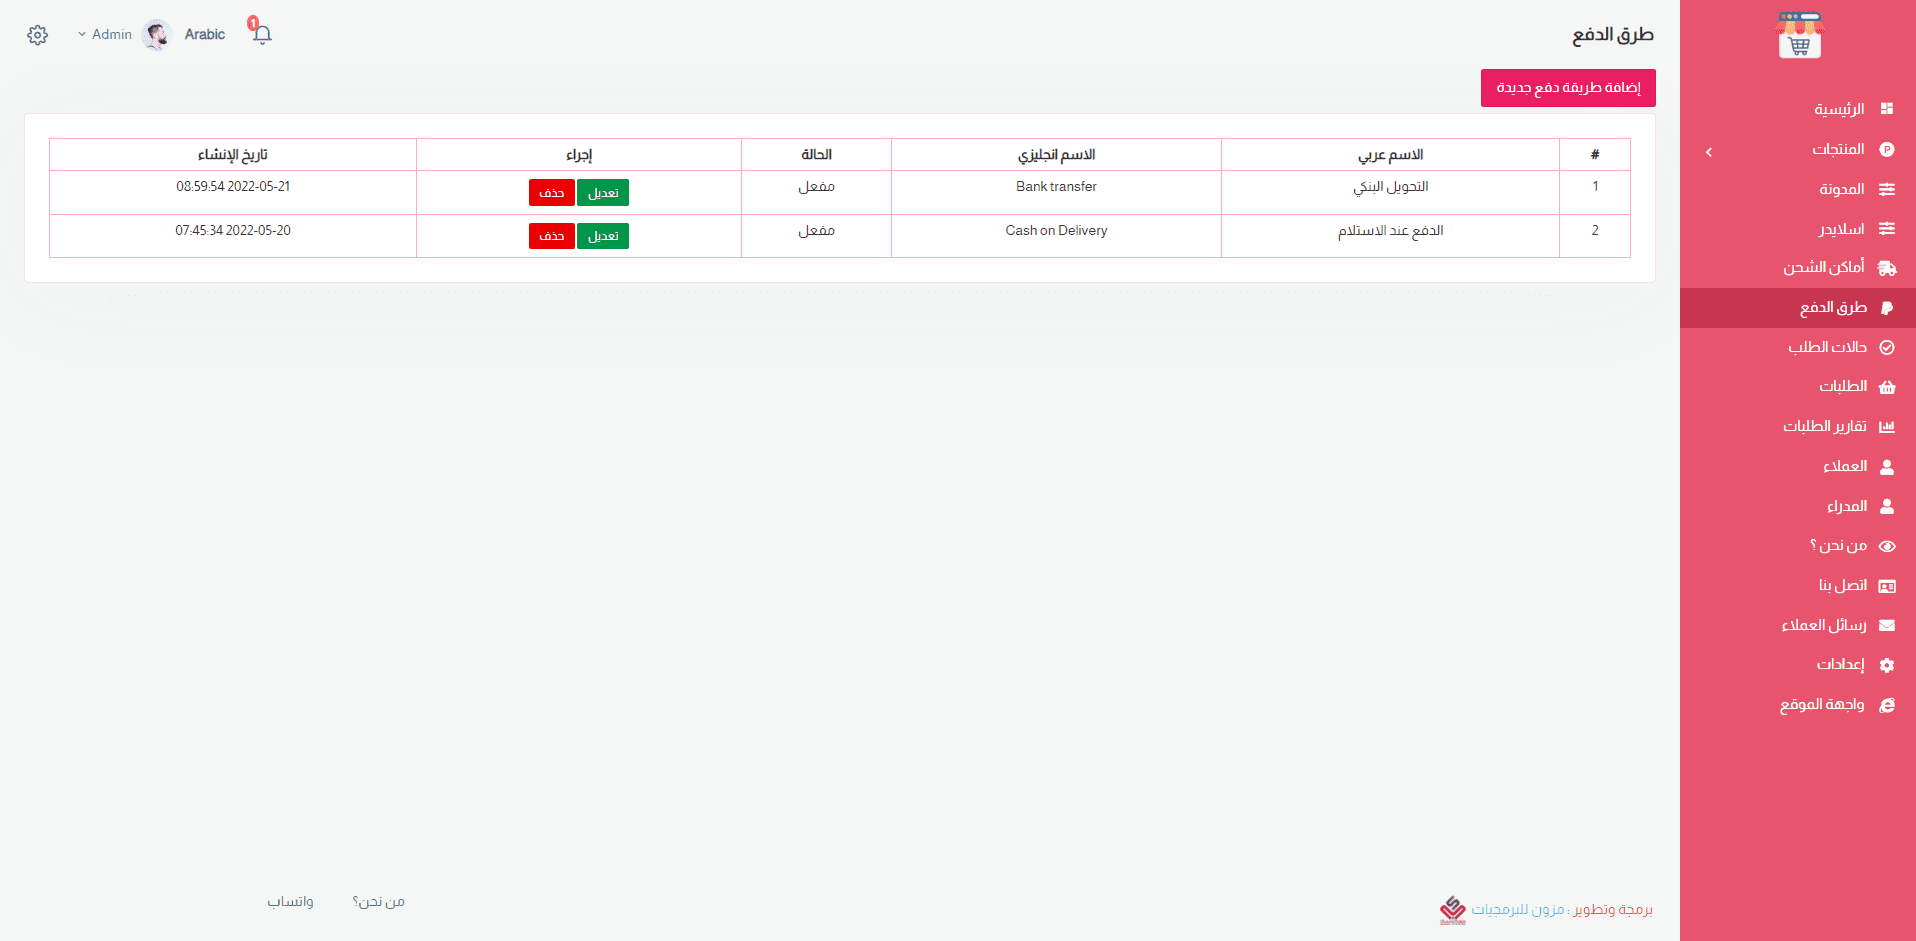 طرق الدفع
1
Arabic
Admin
إضافة طريقة دفع جديدة
# الاسم عربي الاسم انجليزي الحالة إجراء تاريخ الإنشاء
1 التحويل البنكي Bank transfer مفعل تعديل حذف 2022-05-21 08:59:54
2 الدفع عند الاستلام Cash on Delivery مفعل تعديل حذف 2022-05-20 07:45:34
الرئيسية
المنتجات
المدونة
اسلايدر
أماكن الشحن
طرق الدفع
حالات الطلب
الطلبات
تقارير الطلبات
العملاء
المدراء
من نحن ؟
اتصل بنا
رسائل العملاء
إعدادات
واجهة الموقع
برمجة وتطوير : مزون للبرمجيات
من نحن؟
واتساب